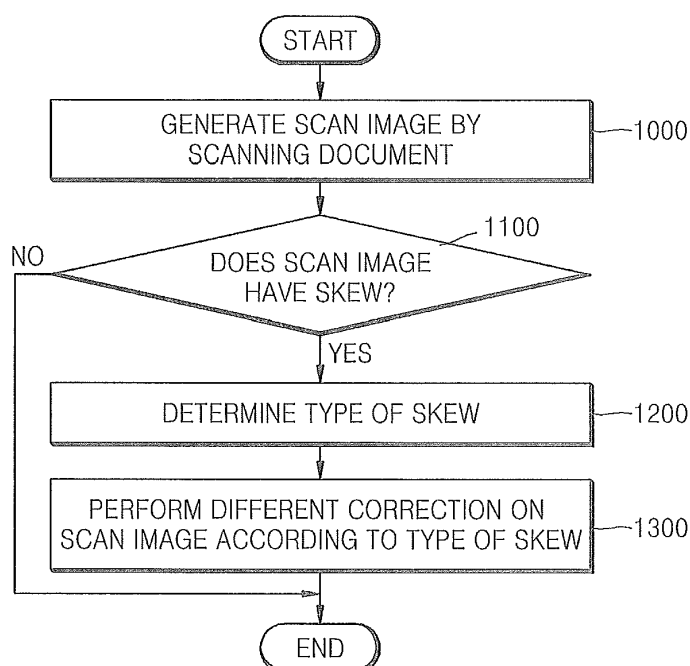 START
GENERATE SCAN IMAGE BY
SCANNING DOCUMENT
1000
1100
DOES SCAN IMAGE
HAVE SKEW?
NO
YES
DETERMINE TYPE OF SKEW
1200
PERFORM DIFFERENT CORRECTION ON
SCAN IMAGE ACCORDING TO TYPE OF SKEW
1300
END